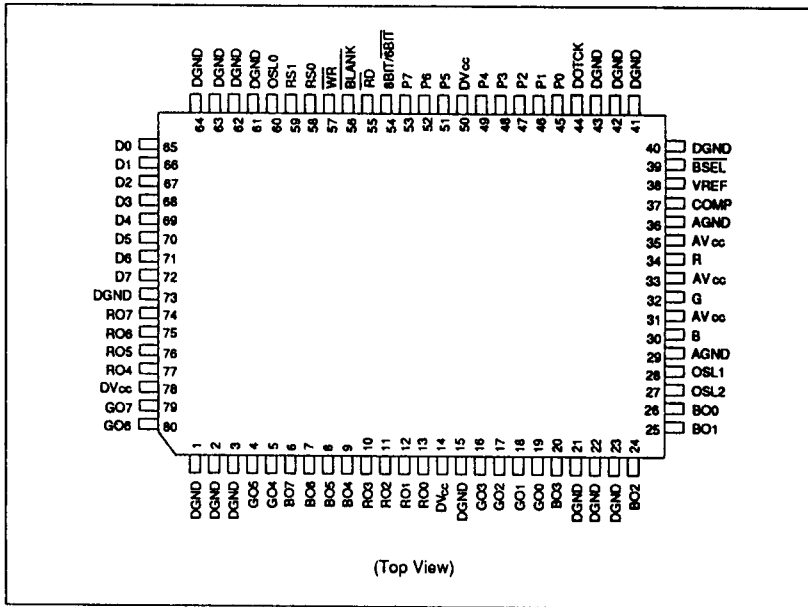 DGND DGND DGND DGND OSL0 RS1 RS0 WR BLANK RD 8BIT/6BIT P7 P6 P5 DVcc P4 P3 P2 P1 P0 DOTCK DGND DGND DGND
64 63 62 61 60 59 58 57 56 55 54 53 52 51 50 49 48 47 46 45 44 43 42 41
D0 65
D1 66
D2 67
D3 68
D4 69
D5 70
D6 71
D7 72
DGND 73
RO7 74
RO6 75
RO5 76
RO4 77
DVcc 78
GO7 79
GO6 80
40 DGND
39 BSEL
38 VREF
37 COMP
36 AGND
35 AVcc
34 R
33 AVcc
32 G
31 AVcc
30 B
29 AGND
28 OSL1
27 OSL2
26 BO0
25 BO1
1 2 3 4 5 6 7 8 9 10 11 12 13 14 15 16 17 18 19 20 21 22 23 24
DGND DGND DGND GO5 GO4 BO7 BO6 BO5 BO4 RO3 RO2 RO1 RO0 DVcc DGND GO3 GO2 GO1 GO0 BO3 DGND DGND DGND BO2
(Top View)